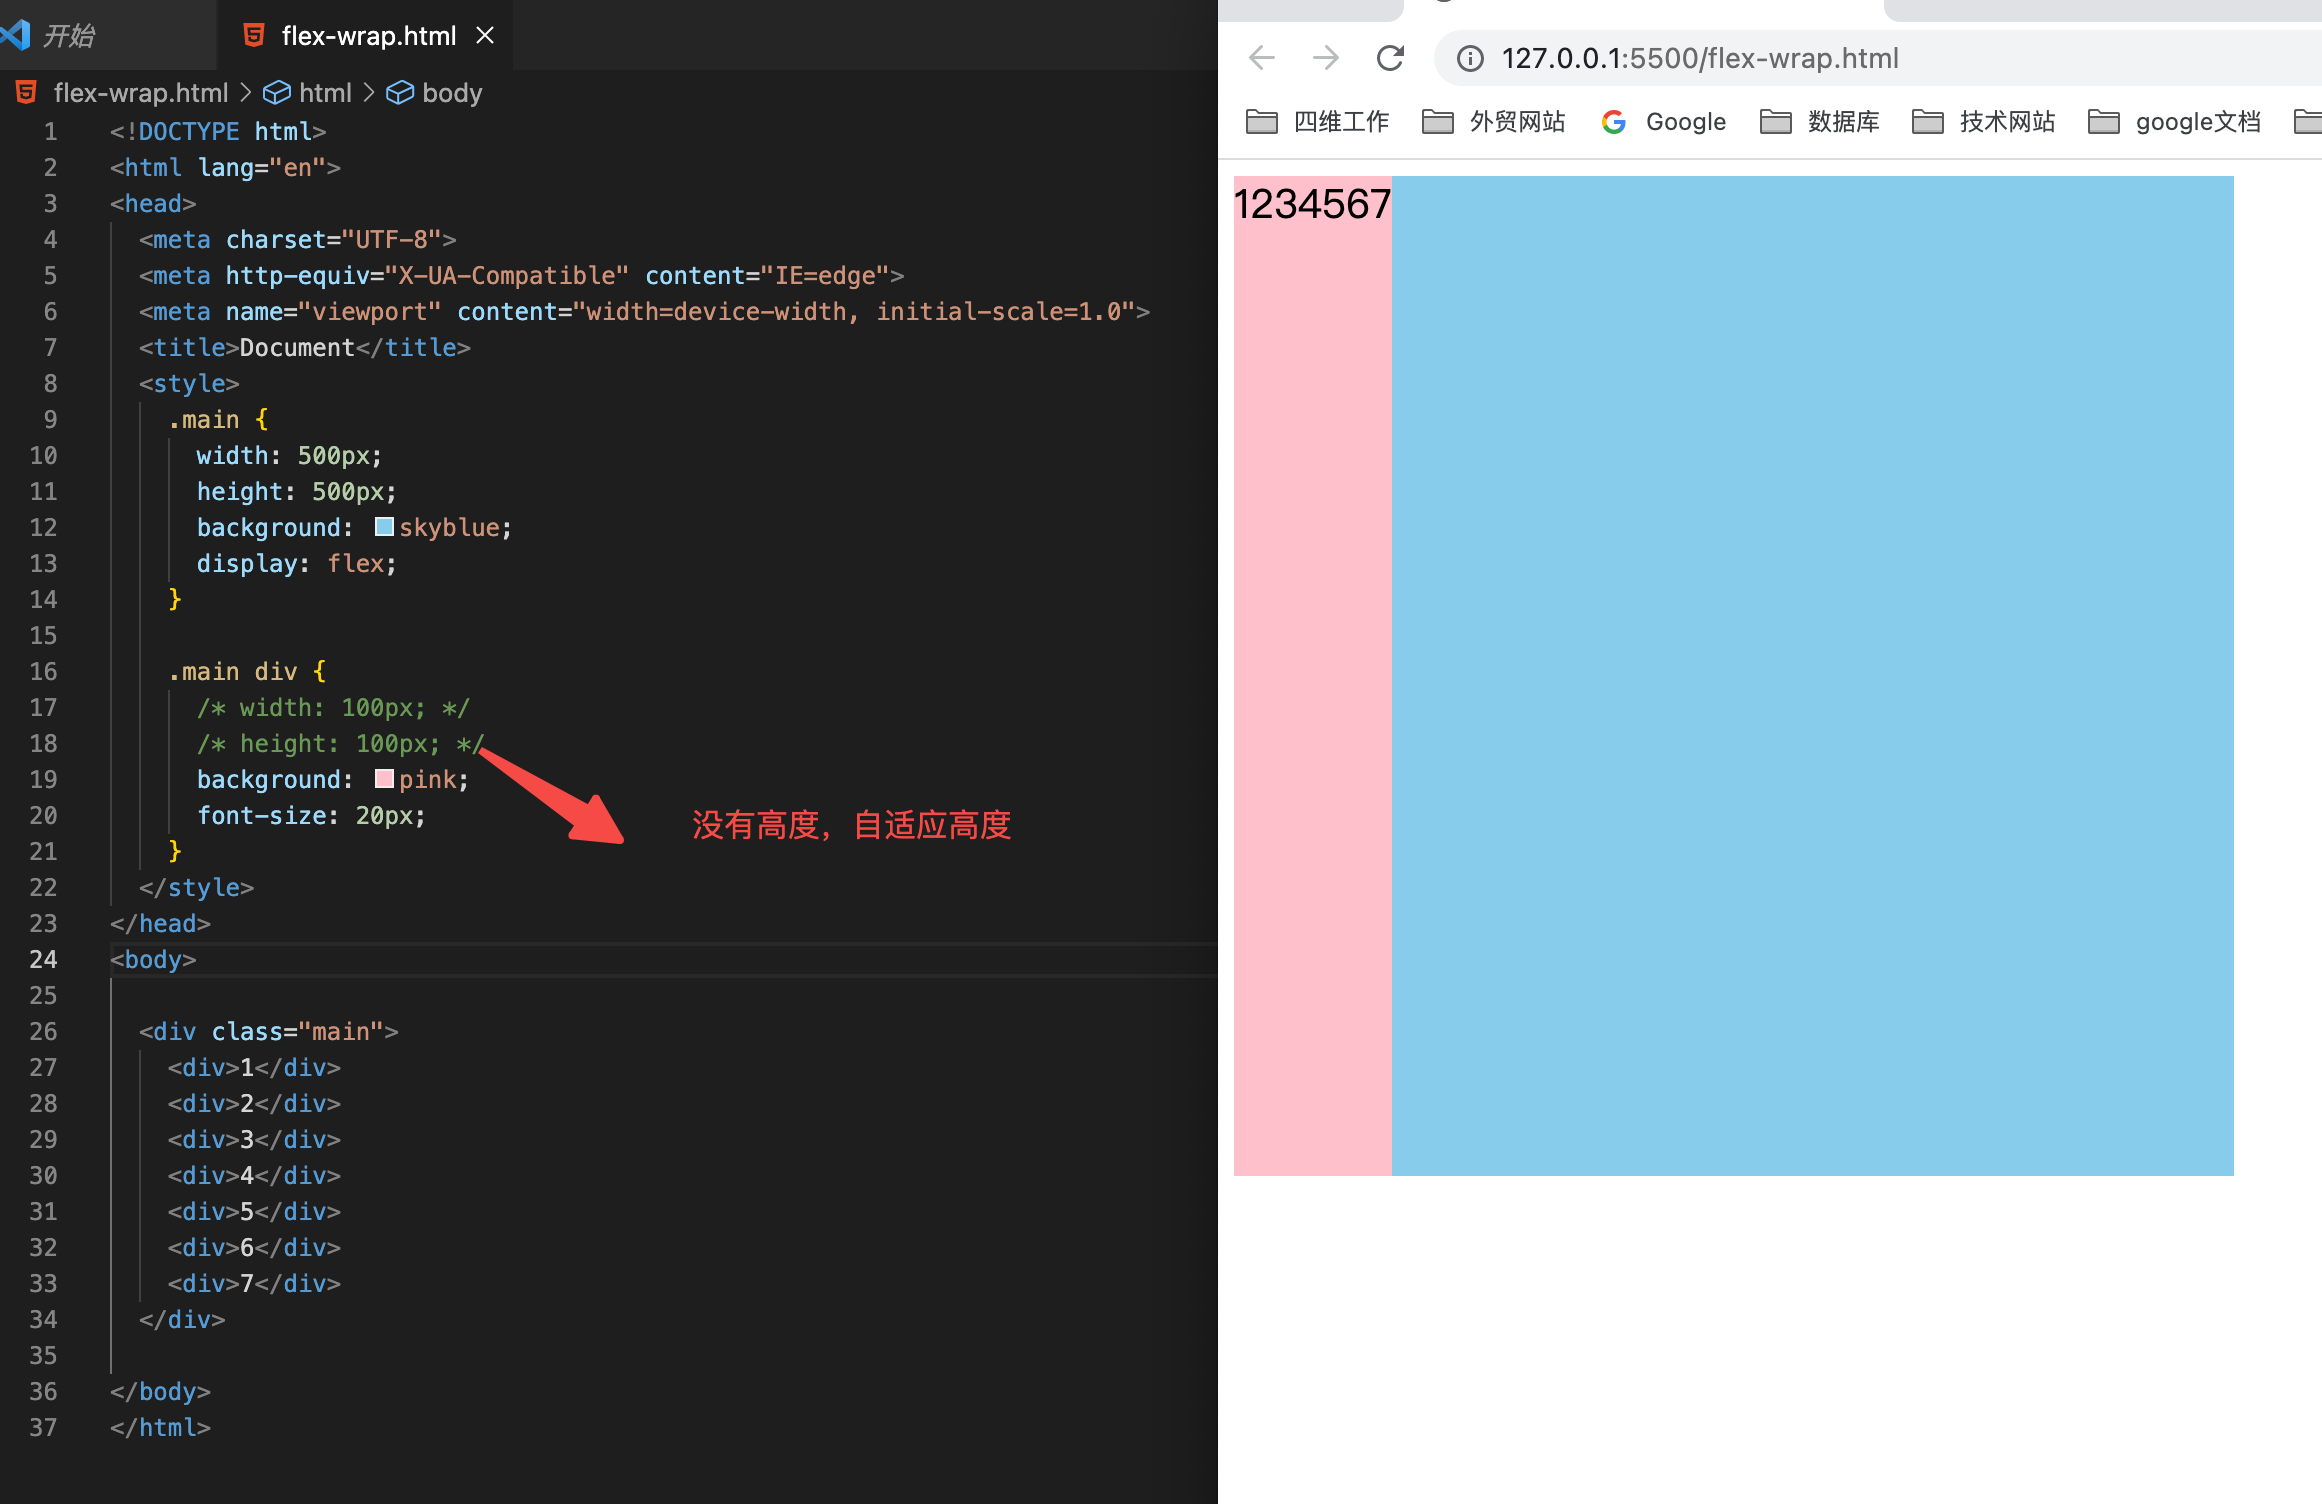 开始
flex-wrap.html
flex-wrap.html > html > body
1 <!DOCTYPE html>
2 <html lang="en">
3 <head>
4 <meta charset="UTF-8">
5 <meta http-equiv="X-UA-Compatible" content="IE=edge">
6 <meta name="viewport" content="width=device-width, initial-scale=1.0">
7 <title>Document</title>
8 <style>
9 .main {
10 width: 500px;
11 height: 500px;
12 background: skyblue;
13 display: flex;
14 }
15
16 .main div {
17 /* width: 100px; */
18 /* height: 100px; */
19 background: pink;
20 font-size: 20px;
21 }
22 </style>
23 </head>
24 <body>
25
26 <div class="main">
27 <div>1</div>
28 <div>2</div>
29 <div>3</div>
30 <div>4</div>
31 <div>5</div>
32 <div>6</div>
33 <div>7</div>
34 </div>
35
36 </body>
37 </html>
没有高度，自适应高度
127.0.0.1:5500/flex-wrap.html
四维工作 外贸网站 Google 数据库 技术网站 google文档
1234567